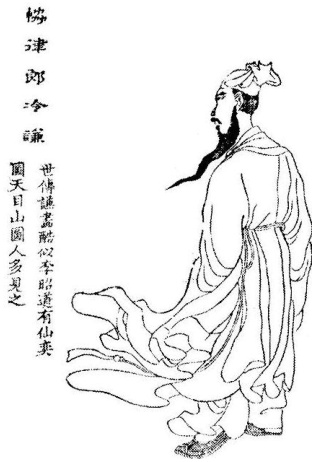 協律郎冷謙
世傳謙畫酷似李昭道有仙奕
圖天目山圖人多見之